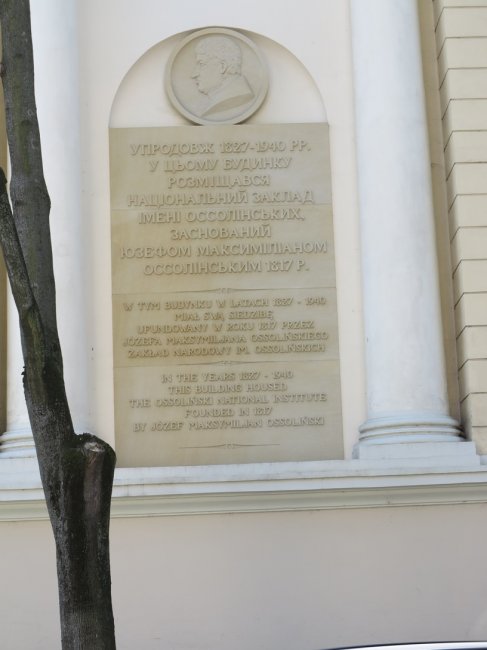 УПРОДОВЖ 1827-1940 РР.
У ЦЬОМУ БУДИНКУ
РОЗМІЩАВСЯ
НАЦІОНАЛЬНИЙ ЗАКЛАД
ІМЕНІ ОССОЛІНСЬКИХ,
ЗАСНОВАНИЙ
ЮЗЕФОМ МАКСИМІЛІАНОМ
ОССОЛІНСЬКИМ 1817 Р.
W TYM BUDYNKU W LATACH 1827 - 1940
MIAŁ SWĄ SIEDZIBĘ
UFUNDOWANY W ROKU 1817 PRZEZ
JÓZEFA MAKSYMILJANA OSSOLIŃSKIEGO
ZAKŁAD NARODOWY IM. OSSOLIŃSKICH
IN THE YEARS 1827 - 1940
THIS BUILDING HOUSED
THE OSSOLIŃSKI NATIONAL INSTITUTE
FOUNDED IN 1817
BY JÓZEF MAKSYMILJAN OSSOLIŃSKI